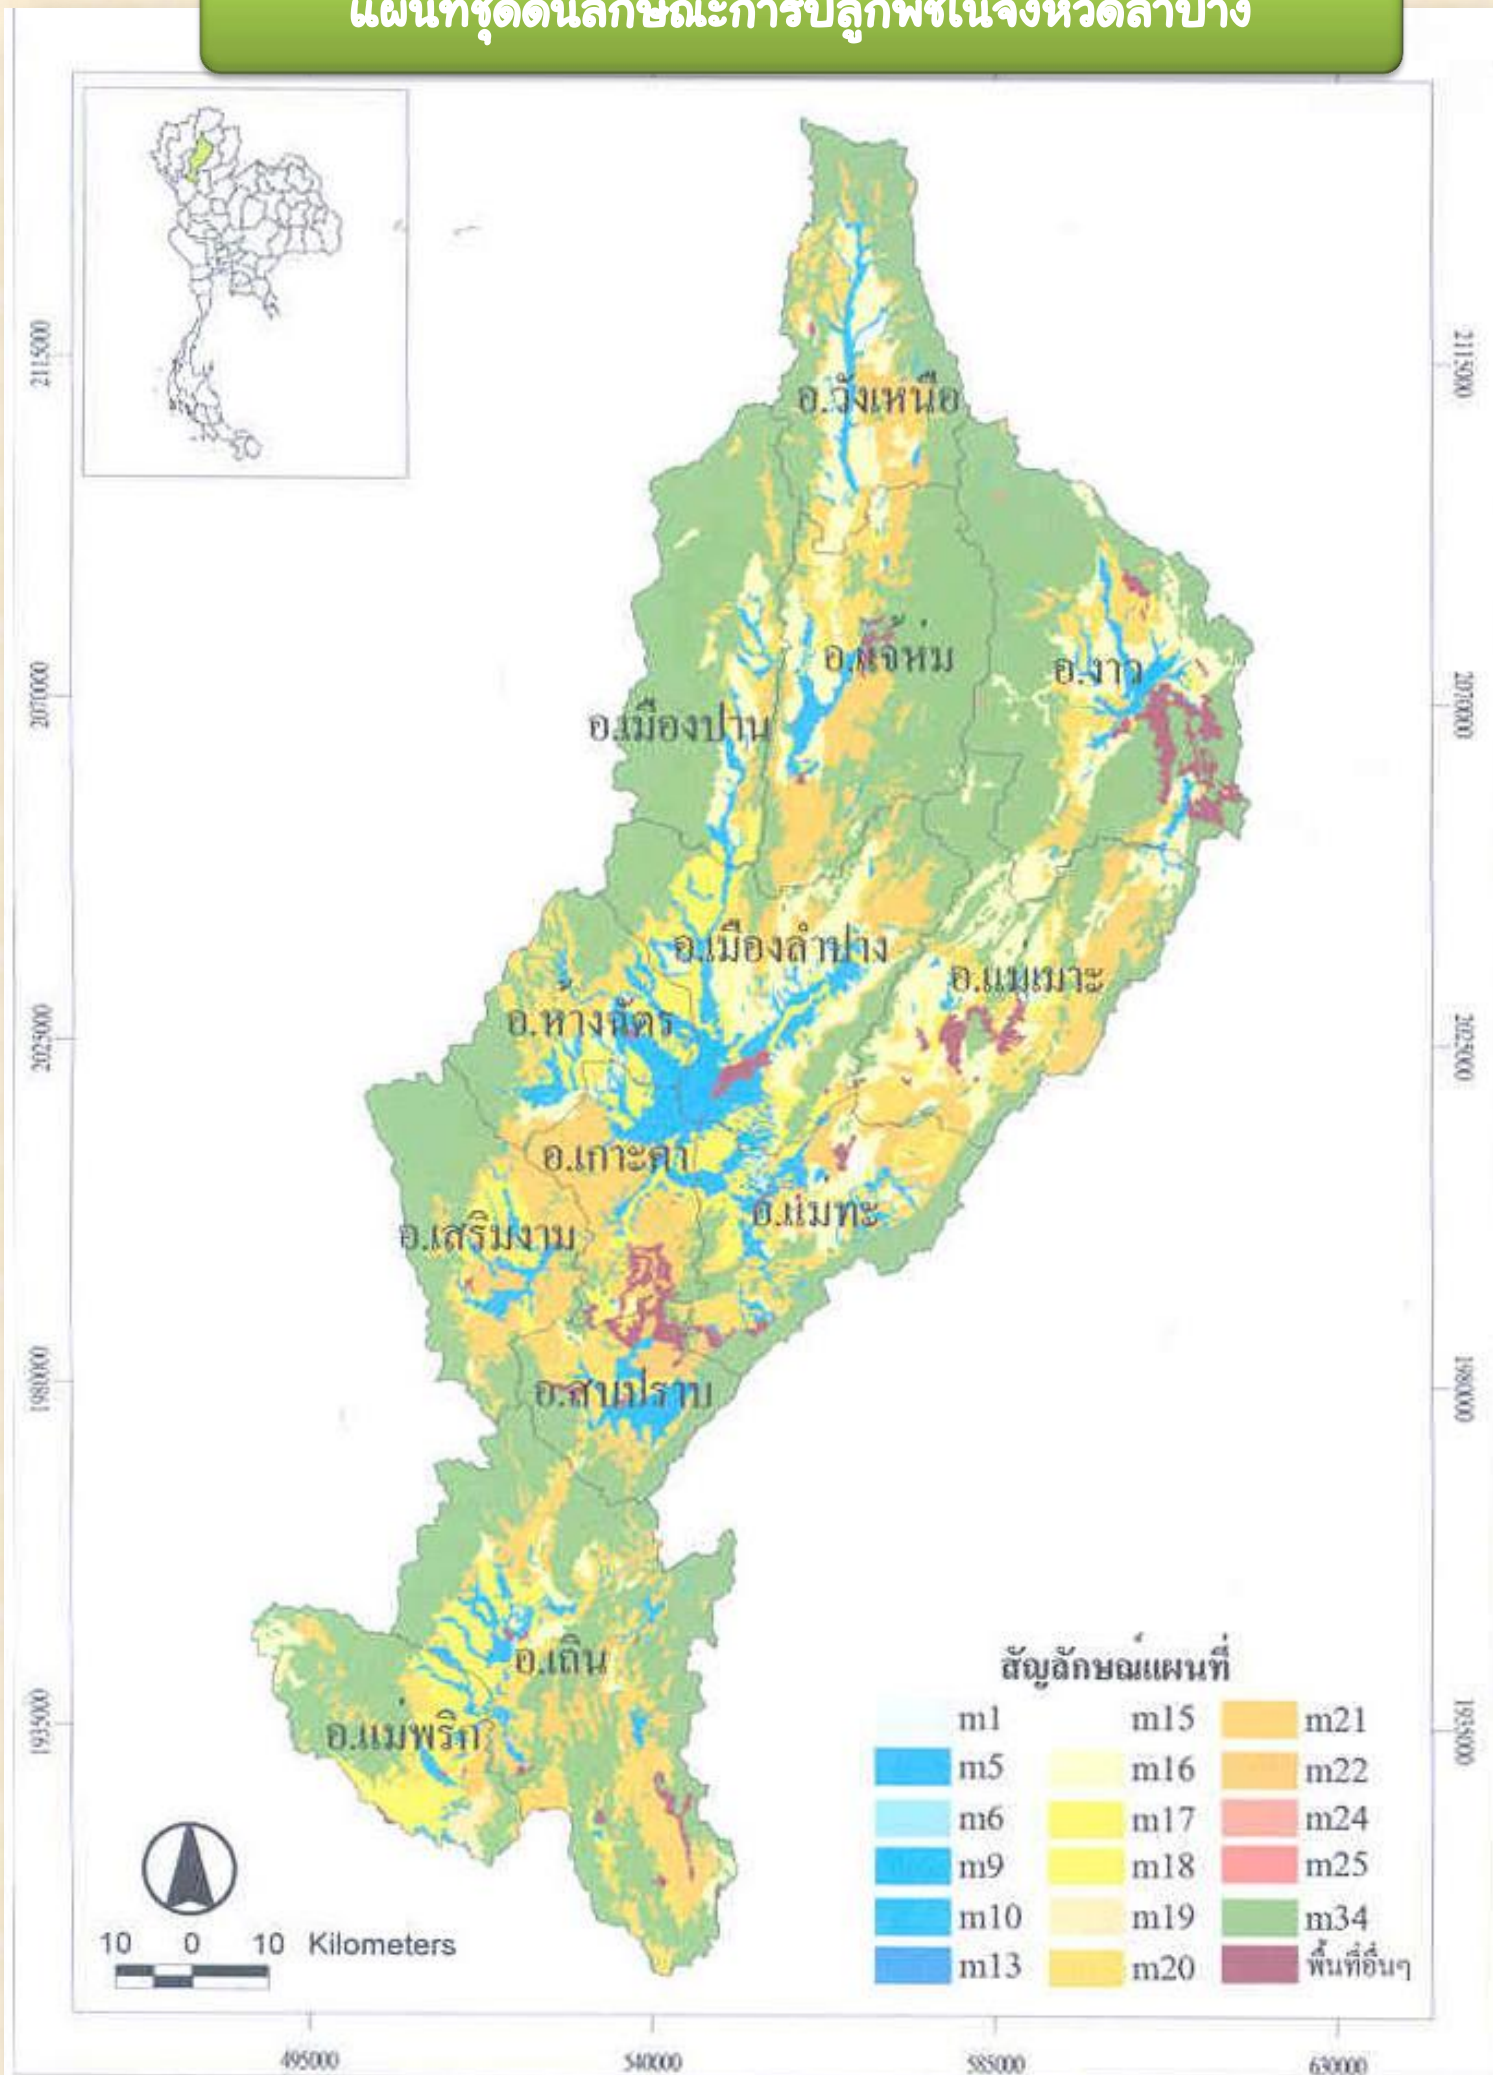 แผนที่ชุดดินลักษณะการปลูกพืชในจังหวัดลำปาง
2115000
2115000
อ.วังเหนือ
อ.แจ้ห่ม
อ.งาว
2070000
2070000
อ.เมืองปาน
อ.เมืองลำปาง
อ.แม่เมาะ
อ.ห้างฉัตร
2025000
2025000
อ.เกาะคา
อ.แม่ทะ
อ.เสริมงาม
1980000
1980000
อ.สบปราบ
อ.เถิน
อ.แม่พริก
1935000
1935000
สัญลักษณ์แผนที่
m1
m5
m6
m9
m10
m13
m15
m16
m17
m18
m19
m20
m21
m22
m24
m25
m34
พื้นที่อื่นๆ
10 0 10 Kilometers
495000 540000 585000 630000